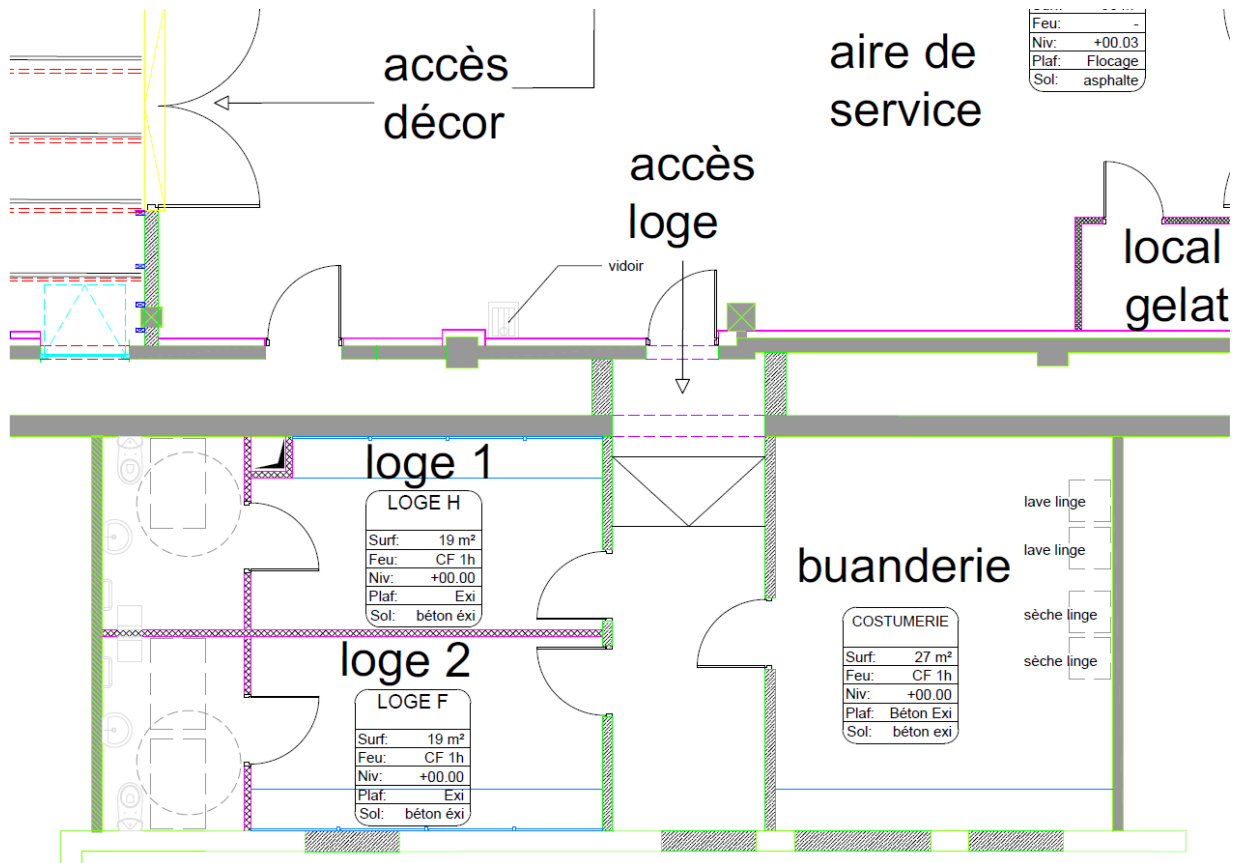 Feu: -
Niv: +00.03
Plaf: Flocage
Sol: asphalte
accès
décor
aire de
service
accès
loge
vidoir
local
gelat
loge 1
LOGE H
Surf: 19 m²
Feu: CF 1h
Niv: +00.00
Plaf: Exi
Sol: béton éxi
loge 2
LOGE F
Surf: 19 m²
Feu: CF 1h
Niv: +00.00
Plaf: Exi
Sol: béton éxi
buanderie
COSTUMERIE
Surf: 27 m²
Feu: CF 1h
Niv: +00.00
Plaf: Béton Exi
Sol: béton exi
lave linge
lave linge
sèche linge
sèche linge